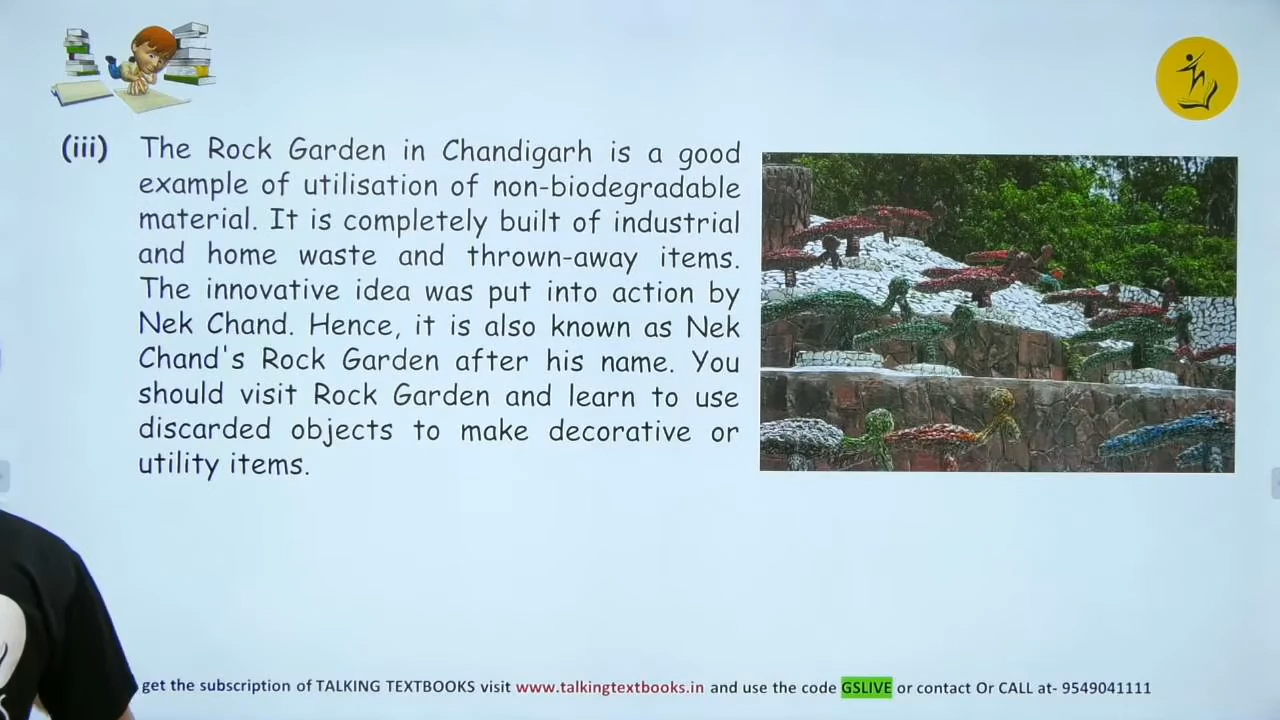 (iii) The Rock Garden in Chandigarh is a good
example of utilisation of non-biodegradable
material. It is completely built of industrial
and home waste and thrown-away items.
The innovative idea was put into action by
Nek Chand. Hence, it is also known as Nek
Chand's Rock Garden after his name. You
should visit Rock Garden and learn to use
discarded objects to make decorative or
utility items.
get the subscription of TALKING TEXTBOOKS visit www.talkingtextbooks.in and use the code GSLIVE or contact Or CALL at- 9549041111